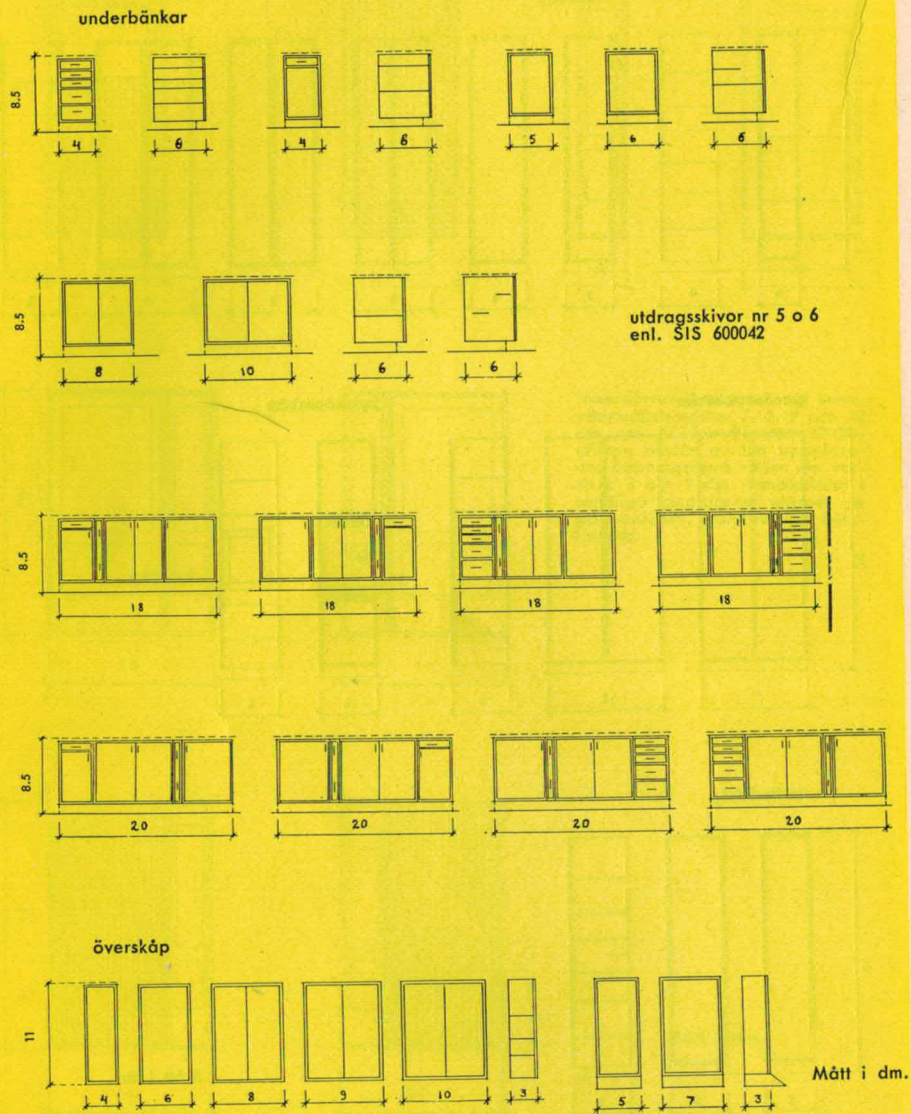 underbänkar
8.5
4 6 4 6 5 6 6
8.5
utdragsskivor nr 5 o 6
enl. SIS 600042
8 10 6 6
8.5
18 18 18 18
8.5
20 20 20 20
överskåp
11
Mått i dm.
4 6 8 9 10 3 5 7 3